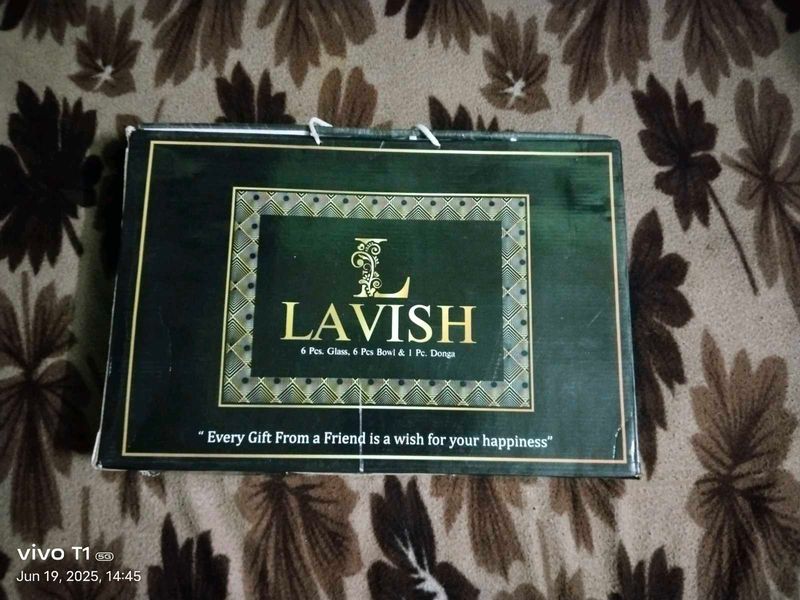 L
LAVISH
6 Pcs. Glass, 6 Pcs Bowl & 1 Pc. Donga
“ Every Gift From a Friend is a wish for your happiness”
vivo T1 5G
Jun 19, 2025, 14:45